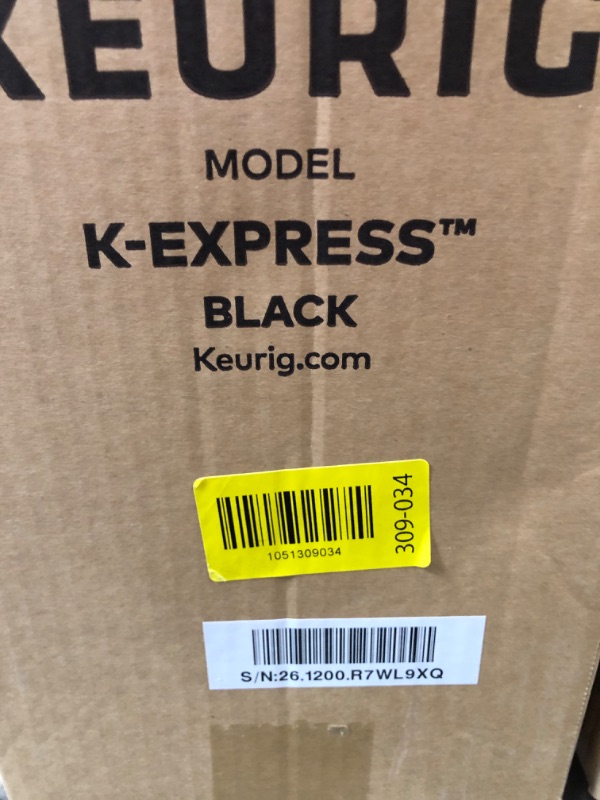 KEURIG
MODEL
K-EXPRESS™
BLACK
Keurig.com
1051309034
309-034
S/N:26.1200.R7WL9XQ